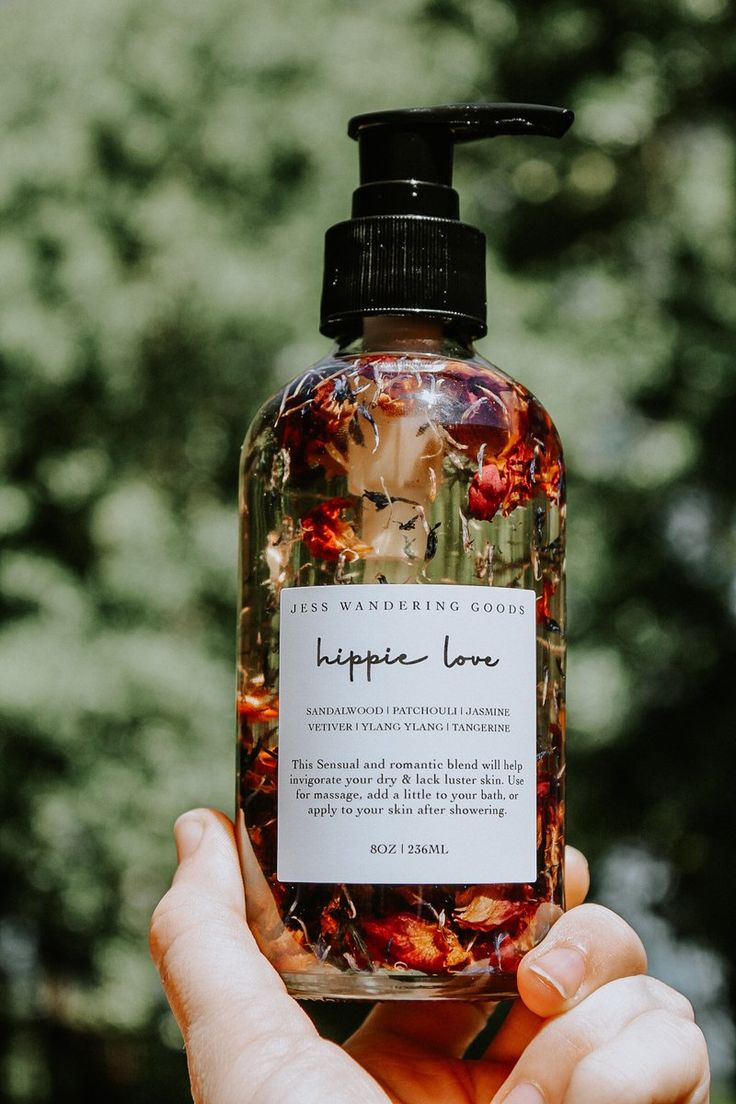 JESS WANDERING GOODS
hippie love
SANDALWOOD | PATCHOULI | JASMINE
VETIVER | YLANG YLANG | TANGERINE
This Sensual and romantic blend will help
invigorate your dry & lack luster skin. Use
for massage, add a little to your bath, or
apply to your skin after showering.
8OZ | 236ML